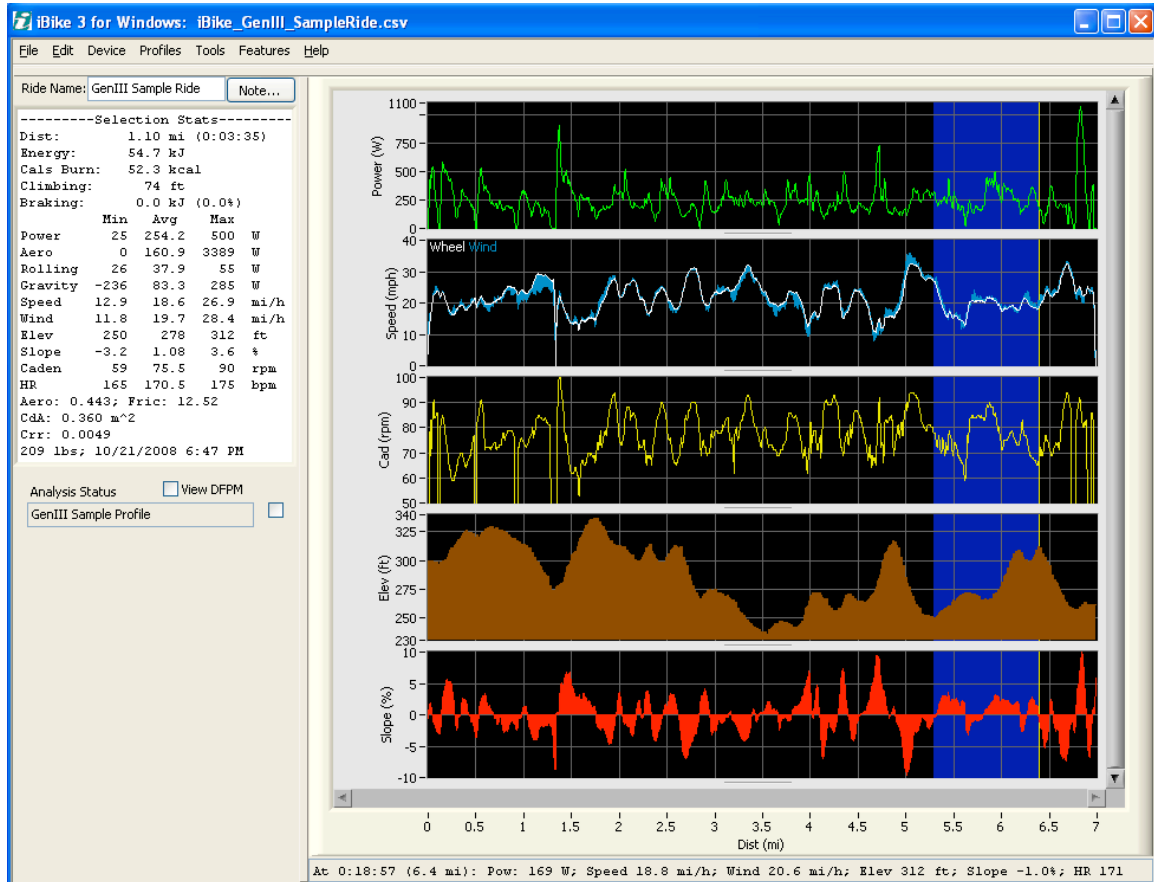 iBike 3 for Windows:  iBike_GenIII_SampleRide.csv
File Edit Device Profiles Tools Features Help
Ride Name: GenIII Sample Ride Note...
---------Selection Stats---------
Dist: 1.10 mi (0:03:35)
Energy: 54.7 kJ
Cals Burn: 52.3 kcal
Climbing: 74 ft
Braking: 0.0 kJ (0.0%)
Min Avg Max
Power 25 254.2 500 W
Aero 0 160.9 3389 W
Rolling 26 37.9 55 W
Gravity -236 83.3 285 W
Speed 12.9 18.6 26.9 mi/h
Wind 11.8 19.7 28.4 mi/h
Elev 250 278 312 ft
Slope -3.2 1.08 3.6 %
Caden 59 75.5 90 rpm
HR 165 170.5 175 bpm
Aero: 0.443; Fric: 12.52
CdA: 0.360 m^2
Crr: 0.0049
209 lbs; 10/21/2008 6:47 PM
Analysis Status View DFPM
GenIII Sample Profile
Power (W)
1100
750
500
250
0
Speed (mph)
Wheel Wind
40
30
20
10
0
Cad (rpm)
100
90
80
70
60
50
Elev (ft)
340
325
300
275
250
230
Slope (%)
10
5
0
-5
-10
0 0.5 1 1.5 2 2.5 3 3.5 4 4.5 5 5.5 6 6.5 7
Dist (mi)
At 0:18:57 (6.4 mi): Pow: 169 W; Speed 18.8 mi/h; Wind 20.6 mi/h; Elev 312 ft; Slope -1.0%; HR 171